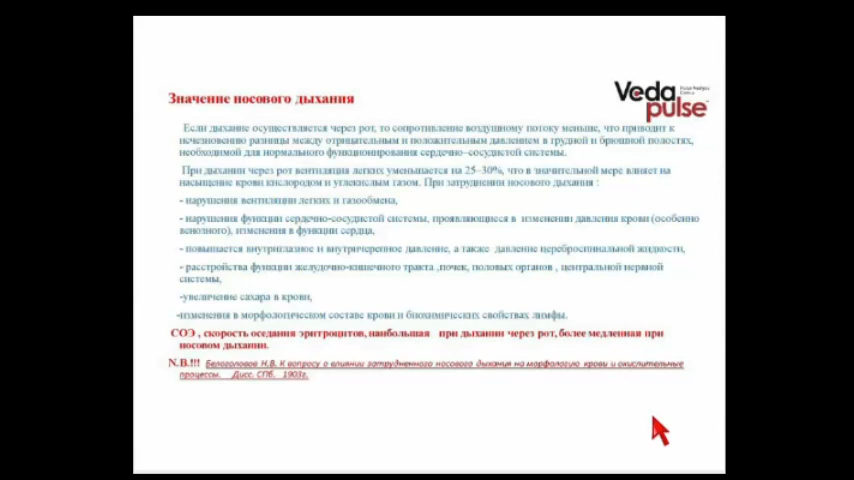 Veda
pulse
Значение носового дыхания
Если дыхание осуществляется через рот, то сопротивление воздушному потоку меньше, что приводит к
исчезновению разницы между отрицательным и положительным давлением в грудной и брюшной полостях,
необходимой для нормального функционирования сердечно–сосудистой системы.
При дыхании через рот вентиляция легких уменьшается на 25–30%, что в значительной мере влияет на
насыщение крови кислородом и углекислым газом. При затруднении носового дыхания :
- нарушения вентиляции легких и газообмена,
- нарушения функции сердечно-сосудистой системы, проявляющиеся в изменении давления крови (особенно
венозного), изменения в функции сердца,
- повышается внутриглазное и внутричерепное давление, а также давление цереброспинальной жидкости,
- расстройства функции желудочно-кишечного тракта ,почек, половых органов , центральной нервной
системы,
-увеличение сахара в крови,
-изменения в морфологическом составе крови и биохимических свойствах лимфы.
СОЭ , скорость оседания эритроцитов, наибольшая при дыхании через рот, более медленная при
носовом дыхании.
N.B.!!! Белоголовов Н.В. К вопросу о влиянии затрудненного носового дыхания на морфологию крови и окислительные
процессы. Дисс. СПб. 1903г.